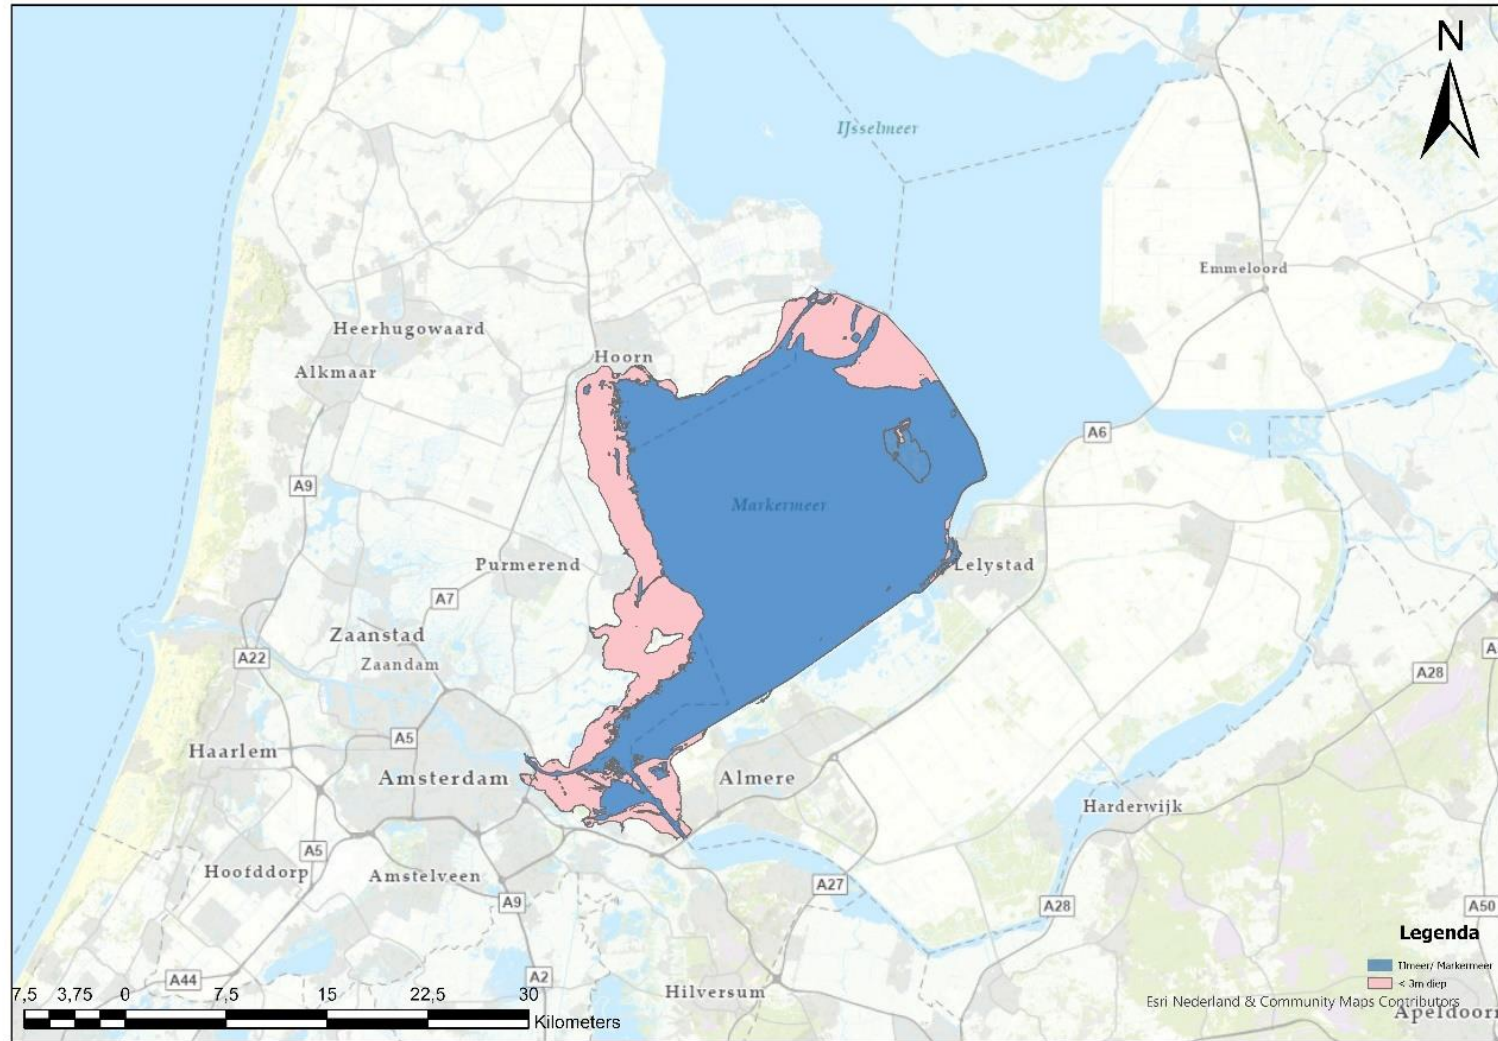 N
IJsselmeer
Emmeloord
Heerhugowaard
Hoorn
Alkmaar
A6
A9
Markermeer
Purmerend
Lelystad
A7
Zaanstad
A22
Zaandam
A28
A5
Haarlem
Amsterdam
Almere
Harderwijk
A5
Hoofddorp
Amstelveen
A27
A9
A28
A50
Legenda
A44
A2
IJmeer/ Markermeer
Hilversum
< 3m diep
Esri Nederland & Community Maps Contributors
Apeldoorn
7,5 3,75 0 7,5 15 22,5 30
Kilometers